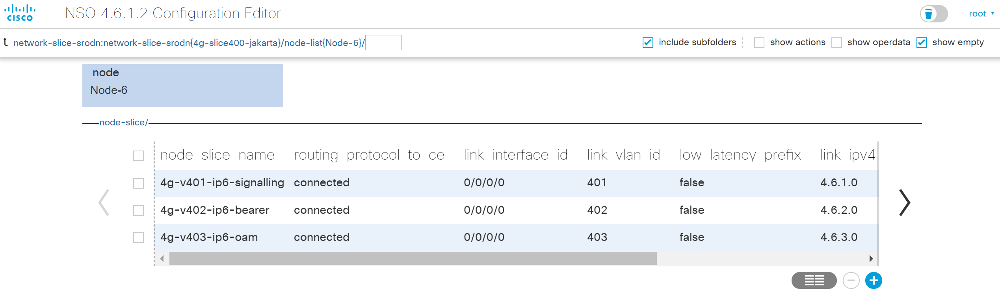 cisco
NSO 4.6.1.2 Configuration Editor
root
network-slice-srodn:network-slice-srodn{4g-slice400-jakarta}/node-list{Node-6}/
include subfolders show actions show operdata show empty
node
Node-6
node-slice/
node-slice-name routing-protocol-to-ce link-interface-id link-vlan-id low-latency-prefix link-ipv4-
4g-v401-ip6-signalling connected 0/0/0/0 401 false 4.6.1.0
4g-v402-ip6-bearer connected 0/0/0/0 402 false 4.6.2.0
4g-v403-ip6-oam connected 0/0/0/0 403 false 4.6.3.0